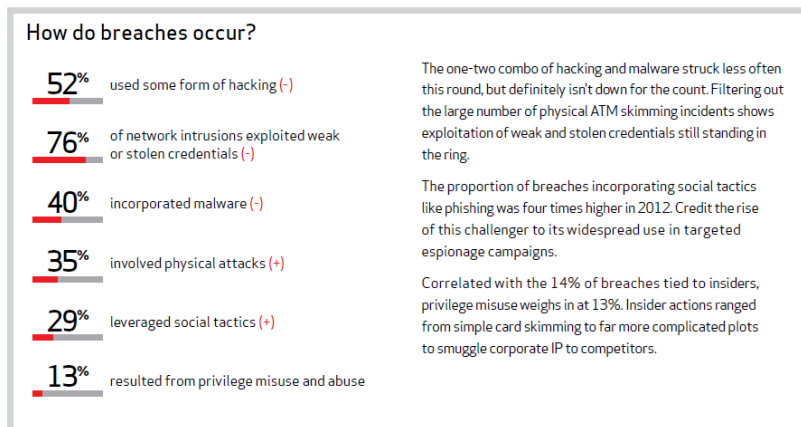 How do breaches occur?
52%
used some form of hacking (-)
76%
of network intrusions exploited weak
or stolen credentials (-)
40%
incorporated malware (-)
35%
involved physical attacks (+)
29%
leveraged social tactics (+)
13%
resulted from privilege misuse and abuse
The one-two combo of hacking and malware struck less often
this round, but definitely isn't down for the count. Filtering out
the large number of physical ATM skimming incidents shows
exploitation of weak and stolen credentials still standing in
the ring.
The proportion of breaches incorporating social tactics
like phishing was four times higher in 2012. Credit the rise
of this challenger to its widespread use in targeted
espionage campaigns.
Correlated with the 14% of breaches tied to insiders,
privilege misuse weighs in at 13%. Insider actions ranged
from simple card skimming to far more complicated plots
to smuggle corporate IP to competitors.